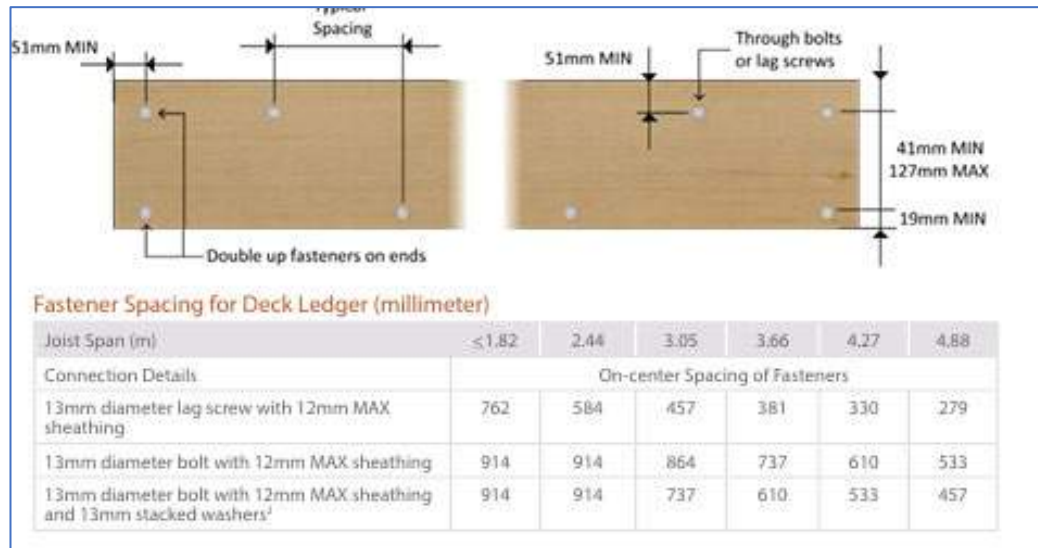 Typical
Spacing
51mm MIN
51mm MIN
Through bolts
or lag screws
41mm MIN
127mm MAX
19mm MIN
Double up fasteners on ends
Fastener Spacing for Deck Ledger (millimeter)
Joist Span (m) ≤1.82 2.44 3.05 3.66 4.27 4.88
Connection Details On-center Spacing of Fasteners
13mm diameter lag screw with 12mm MAX 762 584 457 381 330 279
sheathing
13mm diameter bolt with 12mm MAX sheathing 914 914 864 737 610 533
13mm diameter bolt with 12mm MAX sheathing 914 914 737 610 533 457
and 13mm stacked washers²